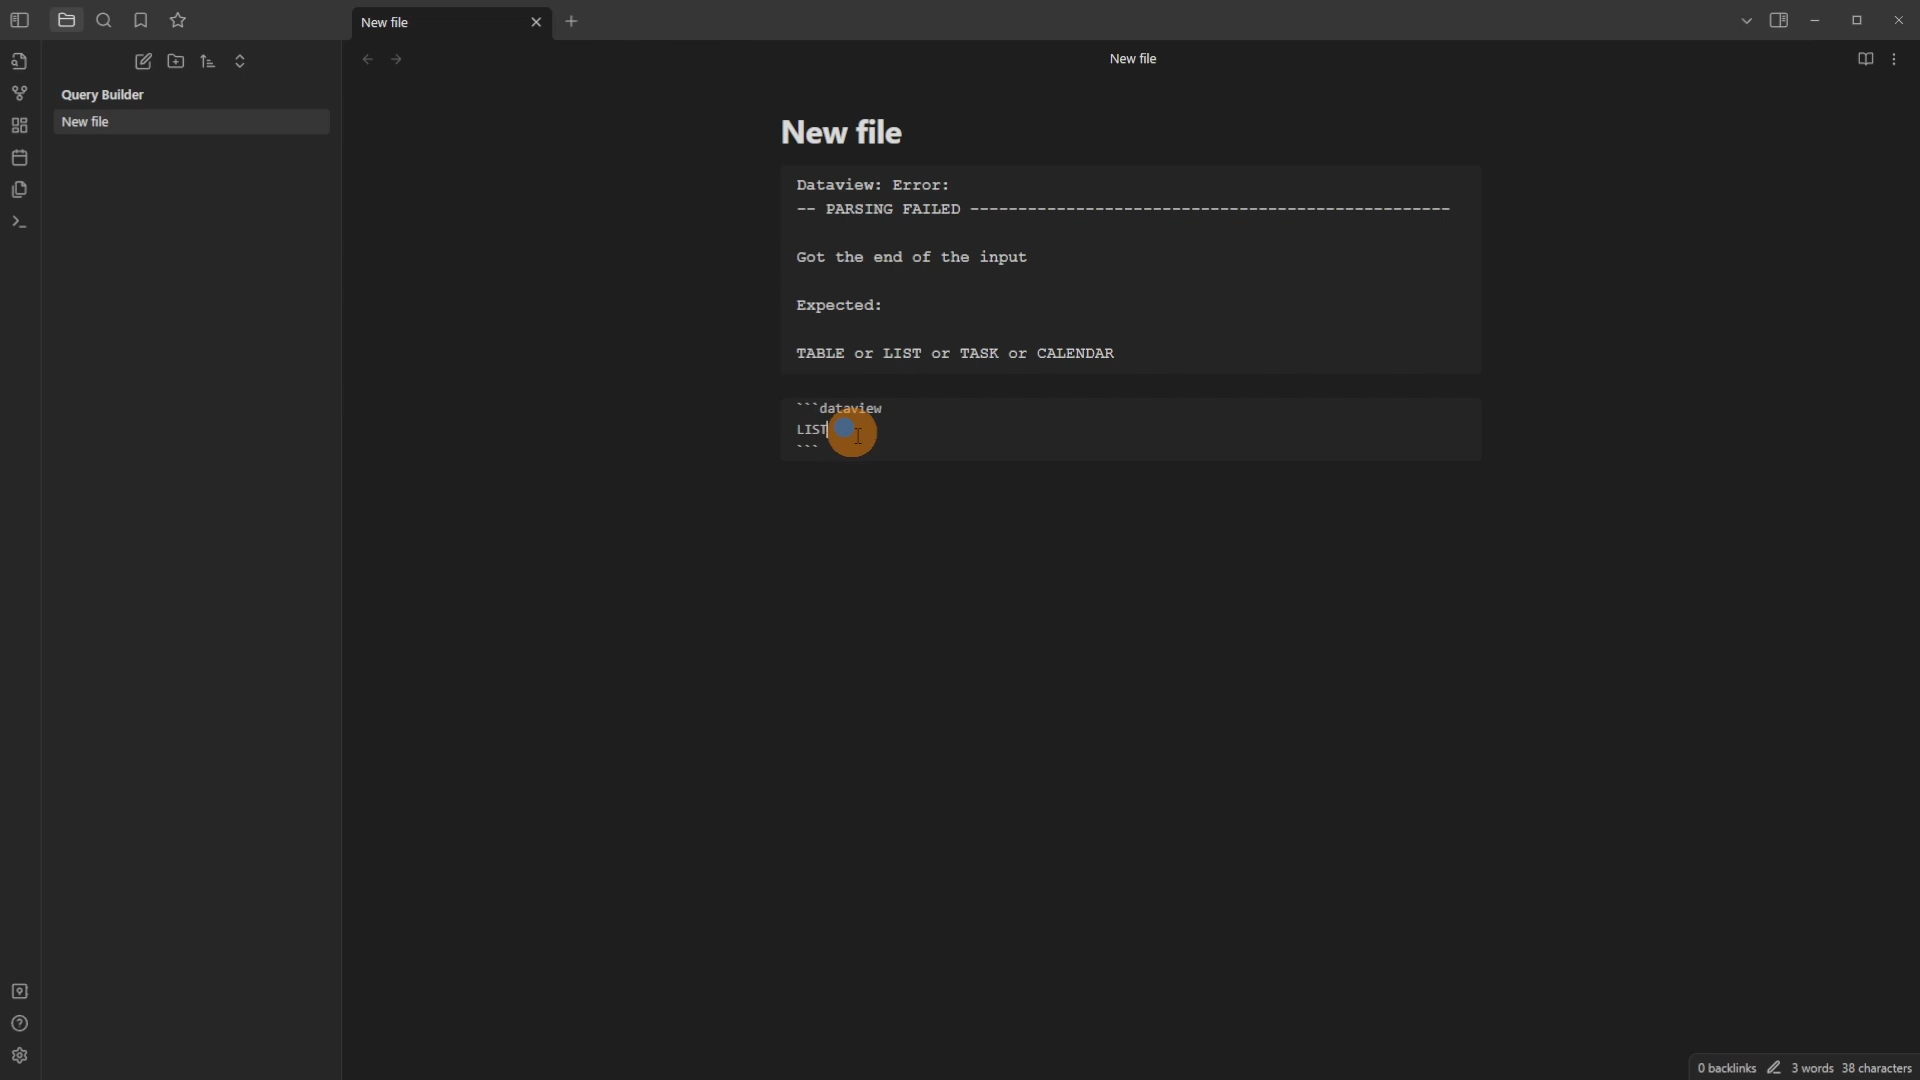 New file
New file
Query Builder
New file
New file
Dataview: Error:
-- PARSING FAILED --------------------------------------------------
Got the end of the input
Expected:
TABLE or LIST or TASK or CALENDAR
```dataview
LIST
```
0 backlinks 3 words 38 characters